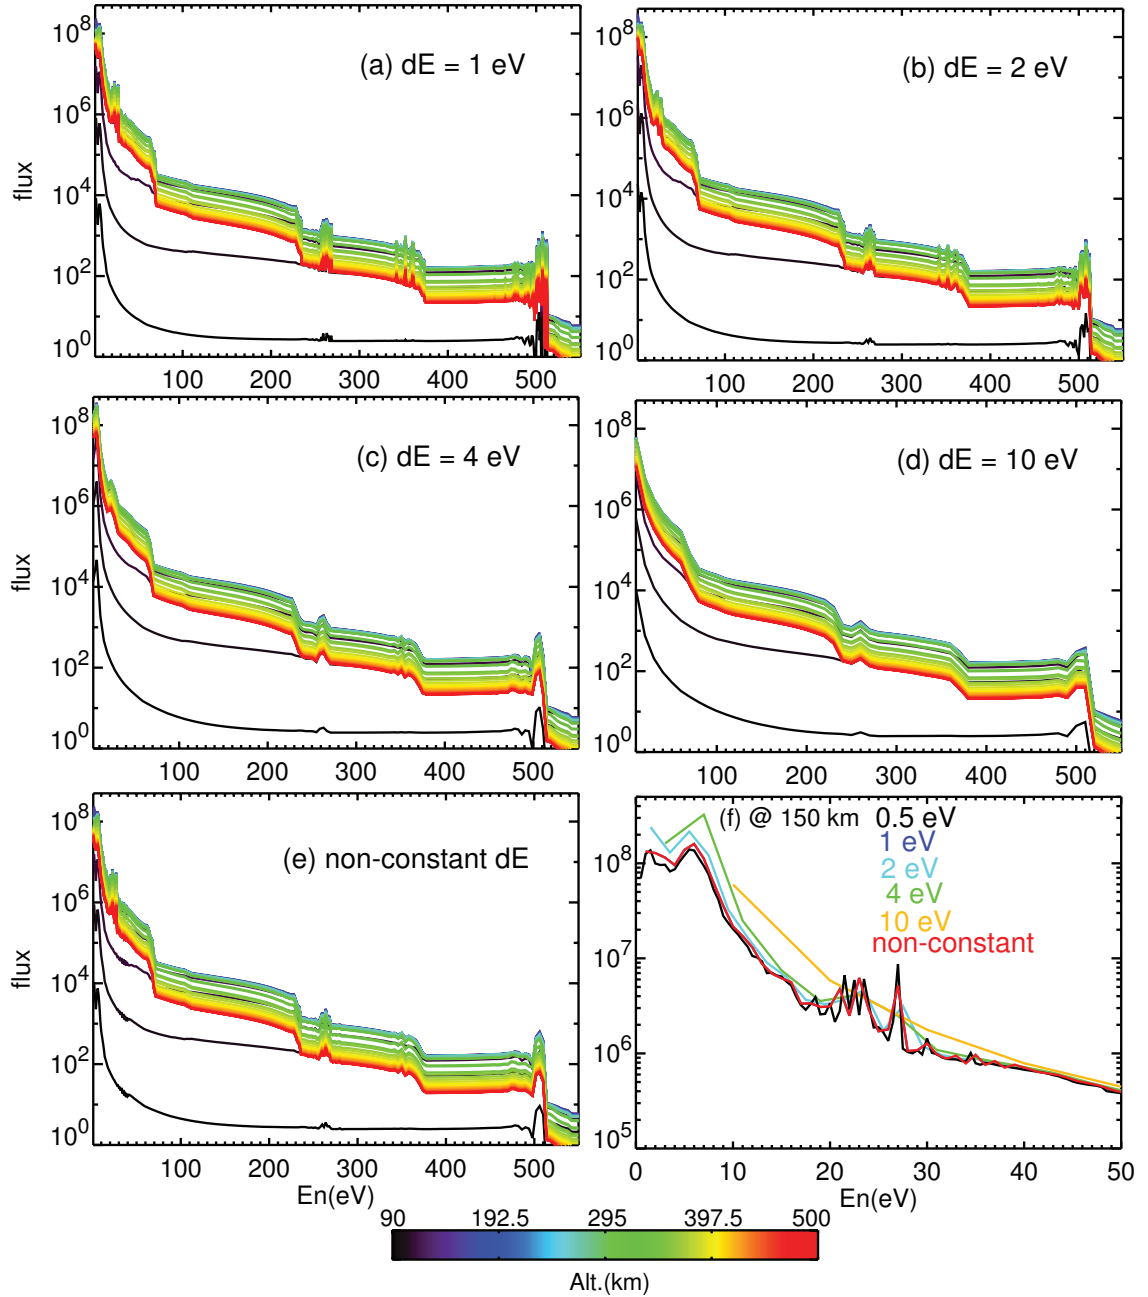 (a) dE = 1 eV
flux
10^8
10^6
10^4
10^2
10^0
100 200 300 400 500
(b) dE = 2 eV
10^8
10^6
10^4
10^2
10^0
100 200 300 400 500
(c) dE = 4 eV
flux
10^8
10^6
10^4
10^2
10^0
100 200 300 400 500
(d) dE = 10 eV
10^8
10^6
10^4
10^2
10^0
100 200 300 400 500
(e) non-constant dE
flux
10^8
10^6
10^4
10^2
10^0
100 200 300 400 500
En(eV)
(f) @ 150 km 0.5 eV
1 eV
2 eV
4 eV
10 eV
non-constant
10^8
10^7
10^6
10^5
0 10 20 30 40 50
En(eV)
90 192.5 295 397.5 500
Alt.(km)